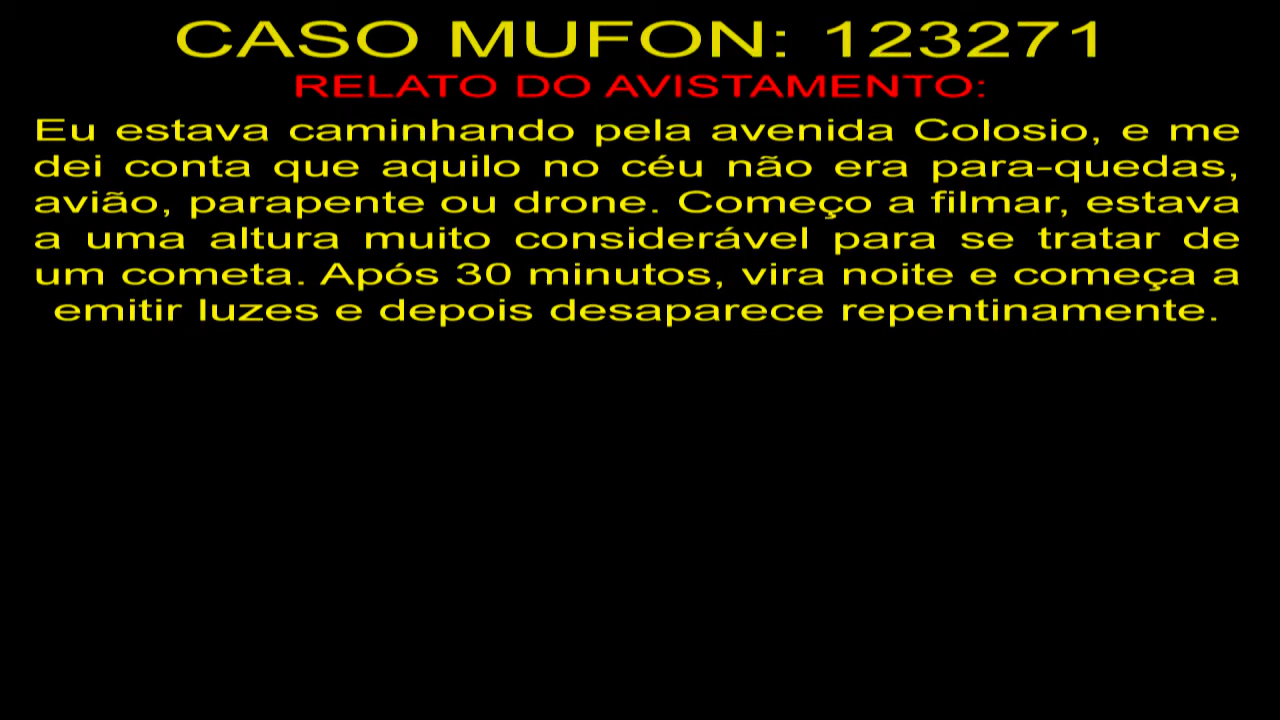 CASO MUFON: 123271
RELATO DO AVISTAMENTO:
Eu estava caminhando pela avenida Colosio, e me
dei conta que aquilo no céu não era para-quedas,
avião, parapente ou drone. Começo a filmar, estava
a uma altura muito considerável para se tratar de
um cometa. Após 30 minutos, vira noite e começa a
emitir luzes e depois desaparece repentinamente.